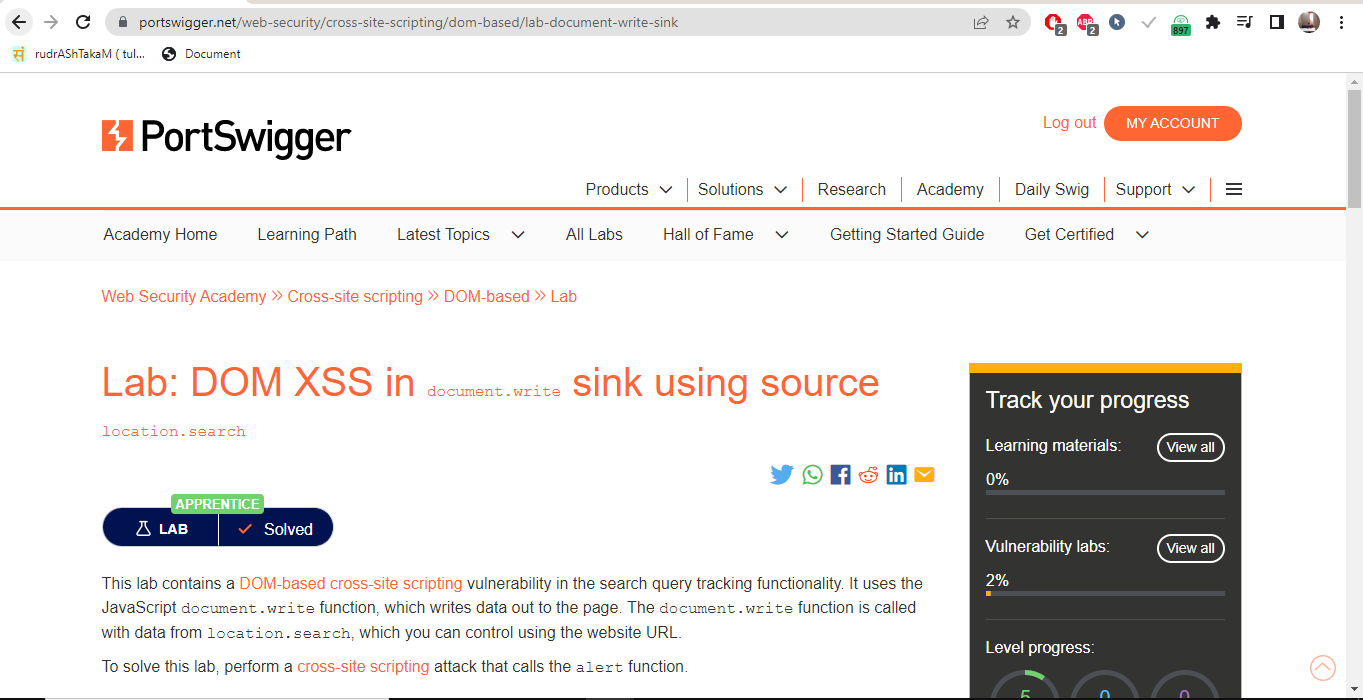 portswigger.net/web-security/cross-site-scripting/dom-based/lab-document-write-sink
2
ABP
2
897
सं rudrAShTakaM ( tul... Document
PortSwigger
Log out MY ACCOUNT
Products Solutions Research Academy Daily Swig Support
Academy Home Learning Path Latest Topics All Labs Hall of Fame Getting Started Guide Get Certified
Web Security Academy » Cross-site scripting » DOM-based » Lab
Lab: DOM XSS in document.write sink using source
location.search
APPRENTICE
LAB Solved
This lab contains a DOM-based cross-site scripting vulnerability in the search query tracking functionality. It uses the
JavaScript document.write function, which writes data out to the page. The document.write function is called
with data from location.search, which you can control using the website URL.
To solve this lab, perform a cross-site scripting attack that calls the alert function.
Track your progress
Learning materials: View all
0%
Vulnerability labs: View all
2%
Level progress:
5 0 0